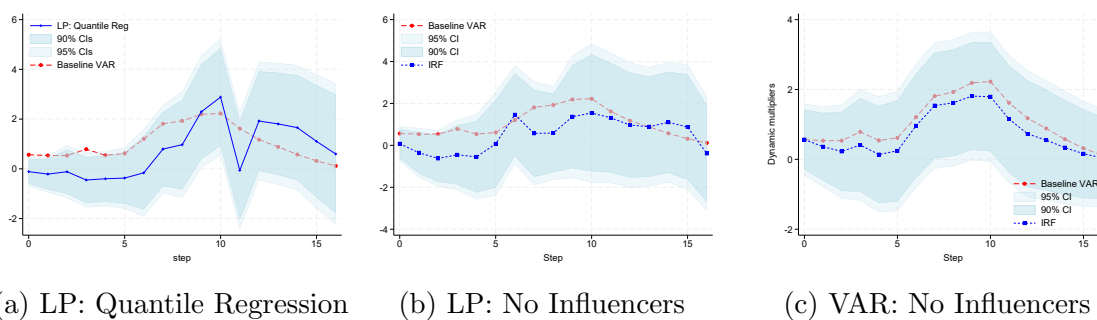 6
4
2
0
-2
0
5
10
15
step
LP: Quantile Reg
90% CIs
95% CIs
Baseline VAR
6
4
2
0
-2
-4
0
5
10
15
Step
Baseline VAR
95% CI
90% CI
IRF
Dynamic multipliers
4
2
0
-2
0
5
10
15
Step
Baseline VAR
95% CI
90% CI
IRF
a) LP: Quantile Regression
(b) LP: No Influencers
(c) VAR: No Influencers